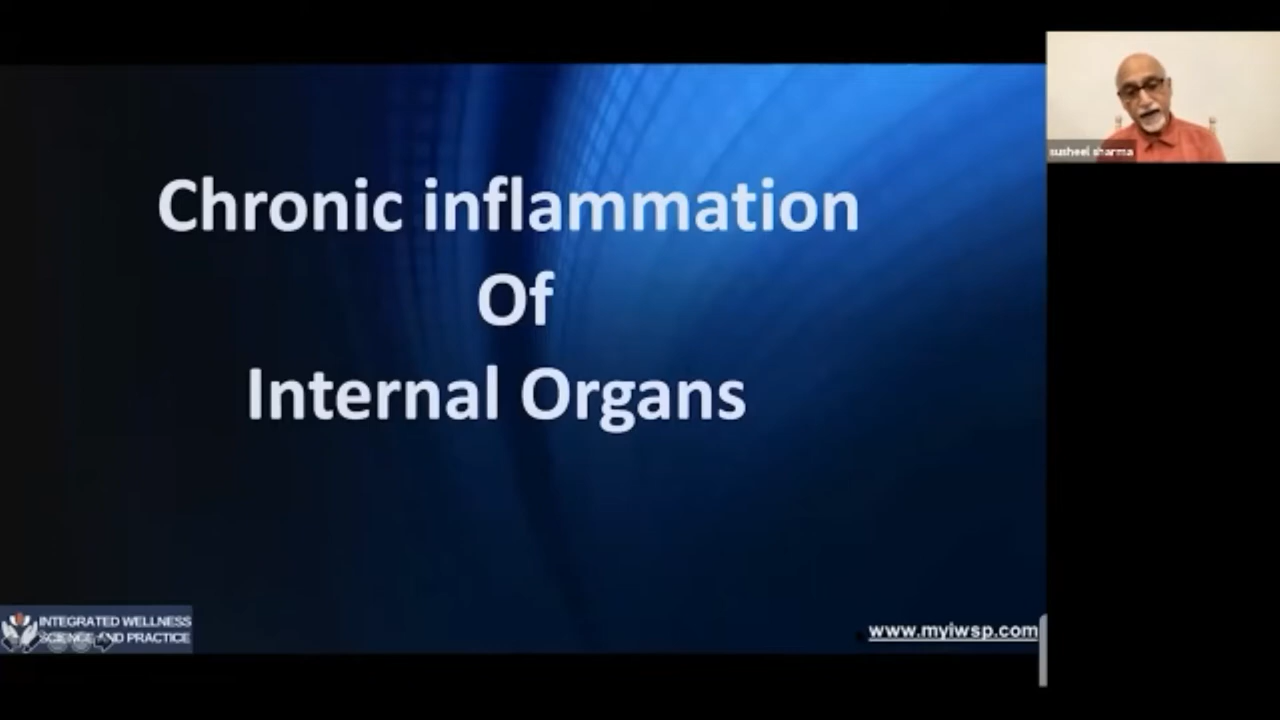 Chronic inflammation
Of
Internal Organs
susheel sharma
INTEGRATED WELLNESS
SCIENCE AND PRACTICE
www.myiwsp.com